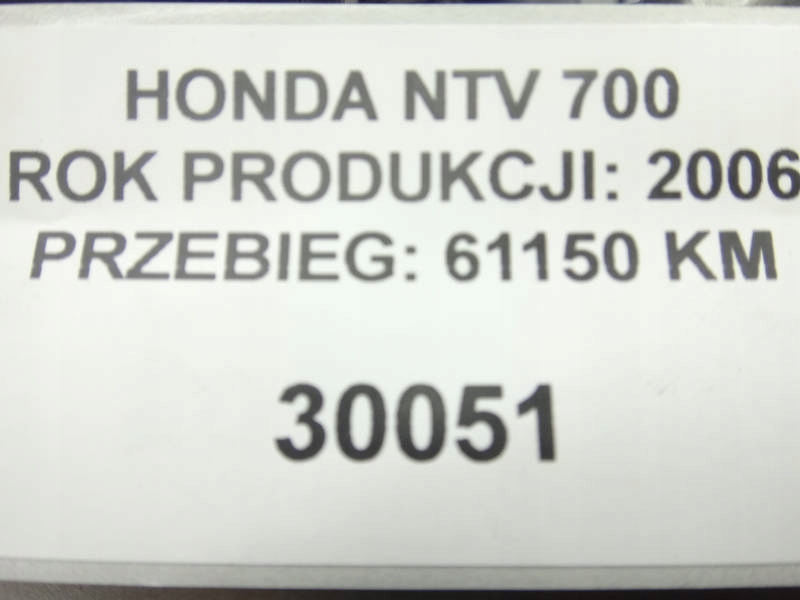 HONDA NTV 700
ROK PRODUKCJI: 2006
PRZEBIEG: 61150 KM
30051